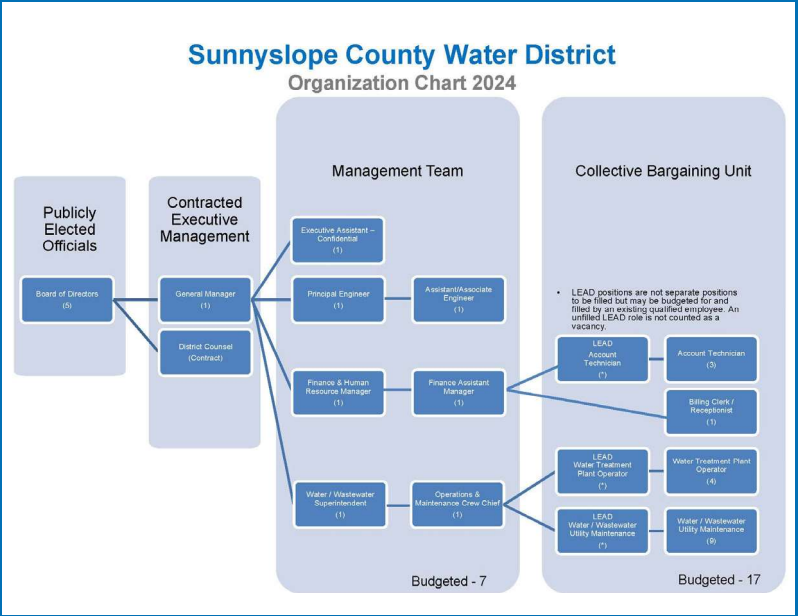 Sunnyslope County Water District
Organization Chart 2024
Publicly
Elected
Officials
Board of Directors
(5)
Contracted
Executive
Management
General Manager
(1)
District Counsel
(Contract)
Management Team
Executive Assistant –
Confidential
(1)
Principal Engineer
(1)
Assistant/Associate
Engineer
(1)
Finance & Human
Resource Manager
(1)
Finance Assistant
Manager
(1)
Water / Wastewater
Superintendent
(1)
Operations &
Maintenance Crew Chief
(1)
Budgeted - 7
Collective Bargaining Unit
• LEAD positions are not separate positions
to be filled but may be budgeted for and
filled by an existing qualified employee. An
unfilled LEAD role is not counted as a
vacancy.
LEAD
Account
Technician
(*)
Account Technician
(3)
Billing Clerk /
Receptionist
(1)
LEAD
Water Treatment
Plant Operator
(*)
Water Treatment Plant
Operator
(4)
LEAD
Water / Wastewater
Utility Maintenance
(*)
Water / Wastewater
Utility Maintenance
(9)
Budgeted - 17